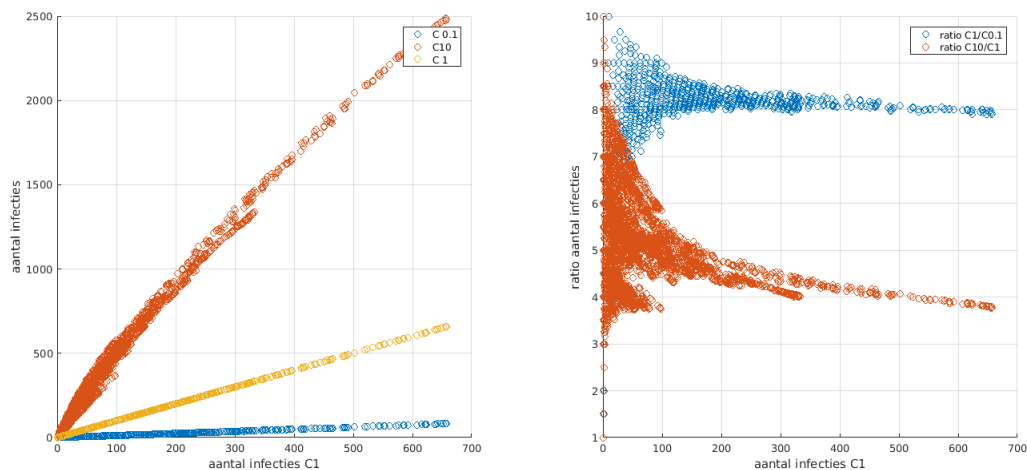 2500
2000
1500
1000
500
0
aantal infecties
C 0.1
C10
C 1
0 100 200 300 400 500 600 700
aantal infecties C1
10
9
8
7
6
5
4
3
2
1
ratio aantal infecties
ratio C1/C0.1
ratio C10/C1
0 100 200 300 400 500 600 700
aantal infecties C1